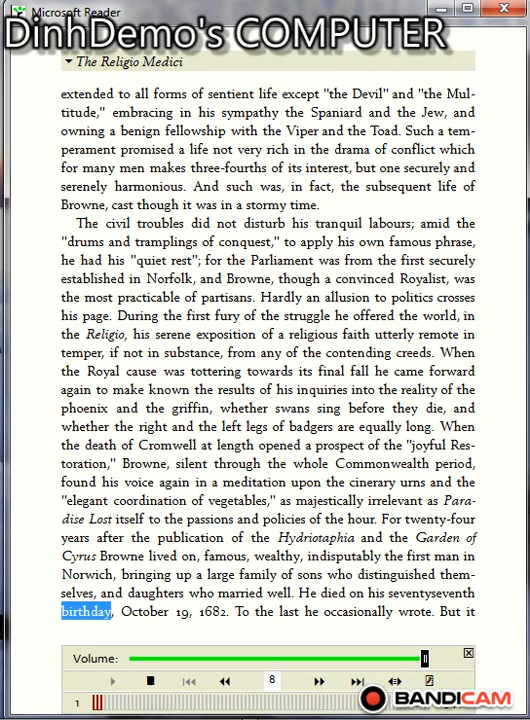 Microsoft Reader
DinhDemo's COMPUTER
The Religio Medici
extended to all forms of sentient life except "the Devil" and "the Mul-
titude," embracing in his sympathy the Spaniard and the Jew, and
owning a benign fellowship with the Viper and the Toad. Such a tem-
perament promised a life not very rich in the drama of conflict which
for many men makes three-fourths of its interest, but one securely and
serenely harmonious. And such was, in fact, the subsequent life of
Browne, cast though it was in a stormy time.
The civil troubles did not disturb his tranquil labours; amid the
"drums and tramplings of conquest," to apply his own famous phrase,
he had his "quiet rest"; for the Parliament was from the first securely
established in Norfolk, and Browne, though a convinced Royalist, was
the most practicable of partisans. Hardly an allusion to politics crosses
his page. During the first fury of the struggle he offered the world, in
the Religio, his serene exposition of a religious faith utterly remote in
temper, if not in substance, from any of the contending creeds. When
the Royal cause was tottering towards its final fall he came forward
again to make known the results of his inquiries into the reality of the
phoenix and the griffin, whether swans sing before they die, and
whether the right and the left legs of badgers are equally long. When
the death of Cromwell at length opened a prospect of the "joyful Res-
toration," Browne, silent through the whole Commonwealth period,
found his voice again in a meditation upon the cinerary urns and the
"elegant coordination of vegetables," as majestically irrelevant as Para-
dise Lost itself to the passions and policies of the hour. For twenty-four
years after the publication of the Hydriotaphia and the Garden of
Cyrus Browne lived on, famous, wealthy, indisputably the first man in
Norwich, bringing up a large family of sons who distinguished them-
selves, and daughters who married well. He died on his seventyseventh
birthday, October 19, 1682. To the last he occasionally wrote. But it
Volume:
8
1
BANDICAM